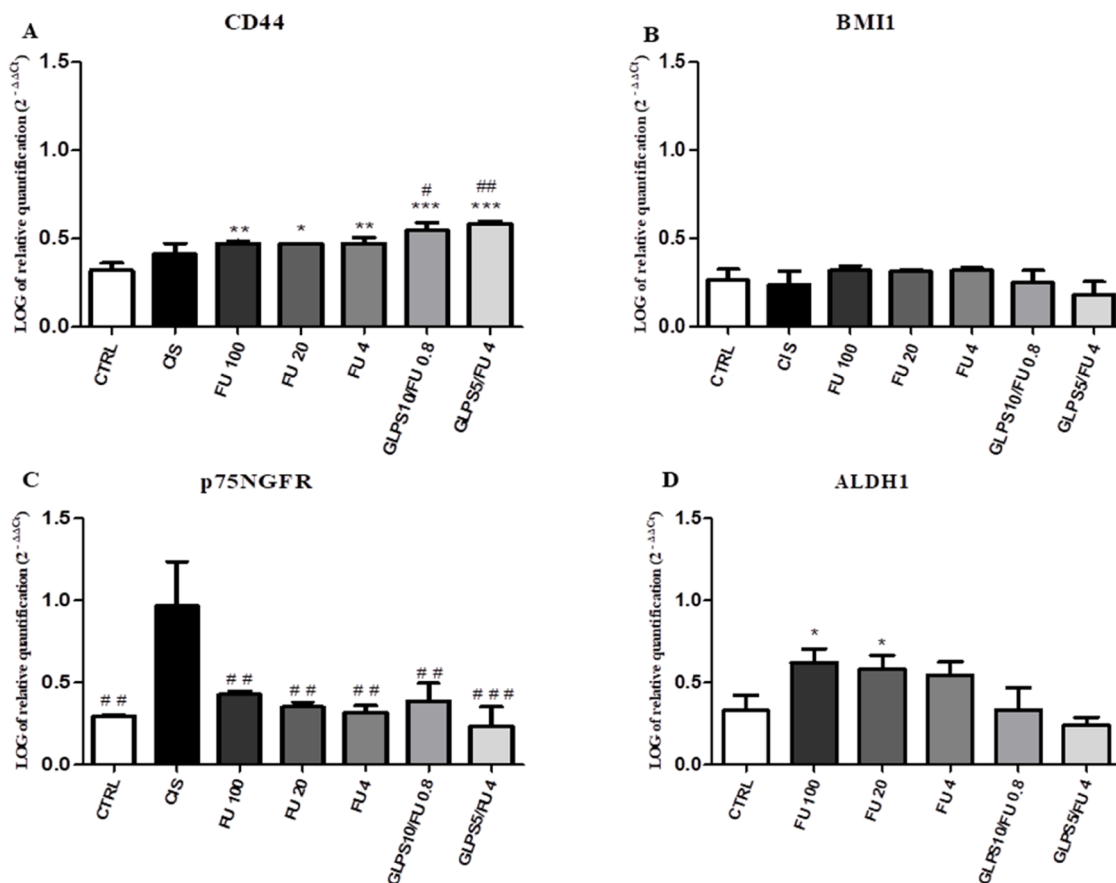 A
CD44
LOG of relative quantification (2 -ΔΔCt)
1.5
1.0
0.5
0.0
** * ** *** ***
# ##
CTRL
CIS
FU 100
FU 20
FU 4
GLPS10/FU 0.8
GLPS5/FU 4
B
BMI1
LOG of relative quantification (2 -ΔΔCt)
1.5
1.0
0.5
0.0
CTRL
CIS
FU 100
FU 20
FU 4
GLPS10/FU 0.8
GLPS5/FU 4
C
p75NGFR
LOG of relative quantification (2 -ΔΔCt)
1.5
1.0
0.5
0.0
# # # # # # # # # # # # #
CTRL
CIS
FU 100
FU 20
FU 4
GLPS10/FU 0.8
GLPS5/FU 4
D
ALDH1
LOG of relative quantification (2 -ΔΔCt)
1.5
1.0
0.5
0.0
* *
CTRL
FU 100
FU 20
FU 4
GLPS10/FU 0.8
GLPS5/FU 4